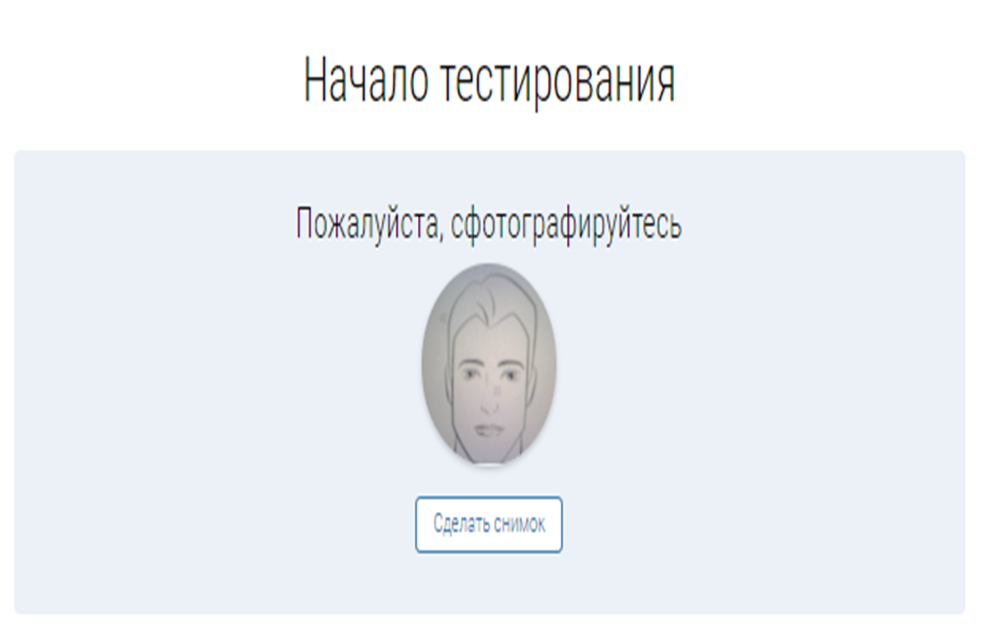 Начало тестирования
Пожалуйста, сфотографируйтесь
Сделать снимок